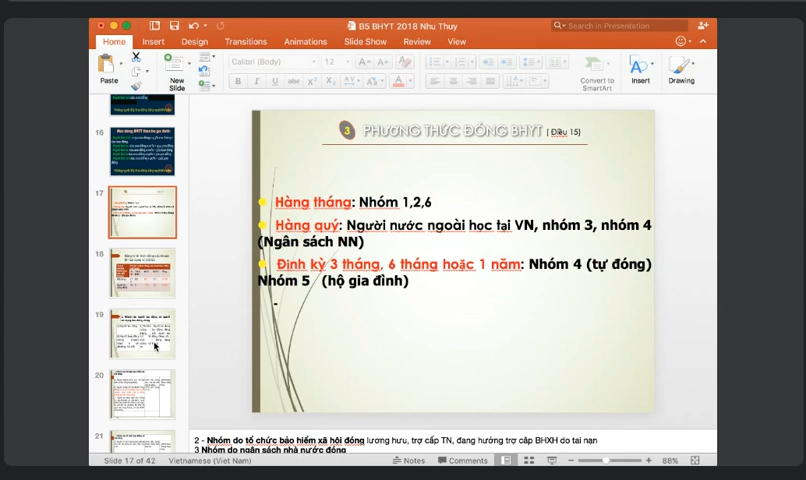 B5 BHYT 2018 Nhu Thuy
Search in Presentation
Home Insert Design Transitions Animations Slide Show Review View
Calibri (Body) 12
Paste New Slide Convert to SmartArt Insert Drawing
16
17
18
19
20
21
3 PHƯƠNG THỨC ĐÓNG BHYT ( Điều 15)
Hàng tháng: Nhóm 1,2,6
Hàng quý: Người nước ngoài học tại VN, nhóm 3, nhóm 4
(Ngân sách NN)
Định kỳ 3 tháng, 6 tháng hoặc 1 năm: Nhóm 4 (tự đóng)
Nhóm 5 (hộ gia đình)
-
2 - Nhóm do tổ chức bảo hiểm xã hội đóng lương hưu, trợ cấp TN, đang hưởng trợ cấp BHXH do tai nạn
3 Nhóm do ngân sách nhà nước đóng
Slide 17 of 42 Vietnamese (Viet Nam) Notes Comments 88%